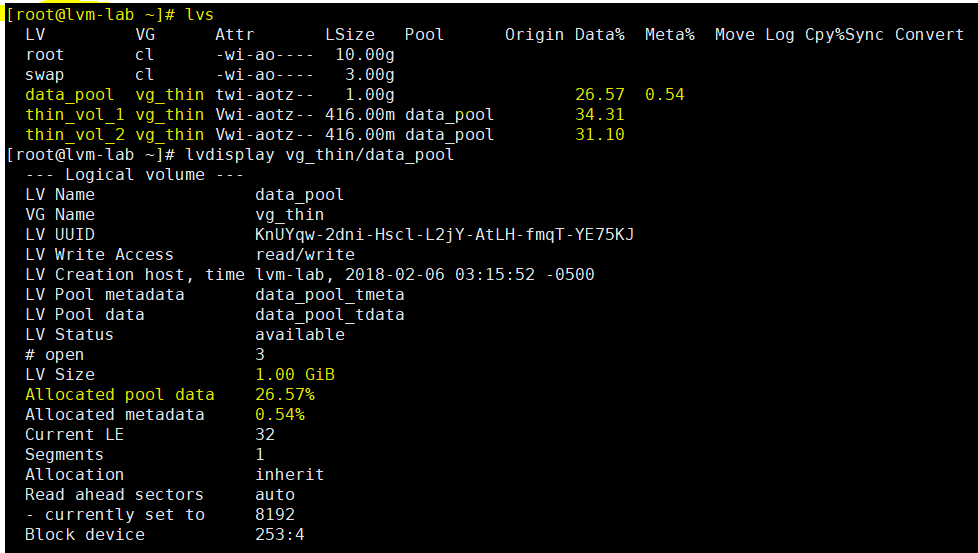 [root@lvm-lab ~]# lvs
  LV         VG      Attr       LSize   Pool      Origin Data%  Meta%  Move Log Cpy%Sync Convert
  root       cl      -wi-ao----  10.00g
  swap       cl      -wi-ao----   3.00g
  data_pool  vg_thin twi-aotz--   1.00g                  26.57  0.54
  thin_vol_1 vg_thin Vwi-aotz-- 416.00m data_pool        34.31
  thin_vol_2 vg_thin Vwi-aotz-- 416.00m data_pool        31.10
[root@lvm-lab ~]# lvdisplay vg_thin/data_pool
  --- Logical volume ---
  LV Name                data_pool
  VG Name                vg_thin
  LV UUID                KnUYqw-2dni-Hscl-L2jY-AtLH-fmqT-YE75KJ
  LV Write Access        read/write
  LV Creation host, time lvm-lab, 2018-02-06 03:15:52 -0500
  LV Pool metadata       data_pool_tmeta
  LV Pool data           data_pool_tdata
  LV Status              available
  # open                 3
  LV Size                1.00 GiB
  Allocated pool data    26.57%
  Allocated metadata     0.54%
  Current LE             32
  Segments               1
  Allocation             inherit
  Read ahead sectors     auto
  - currently set to     8192
  Block device           253:4